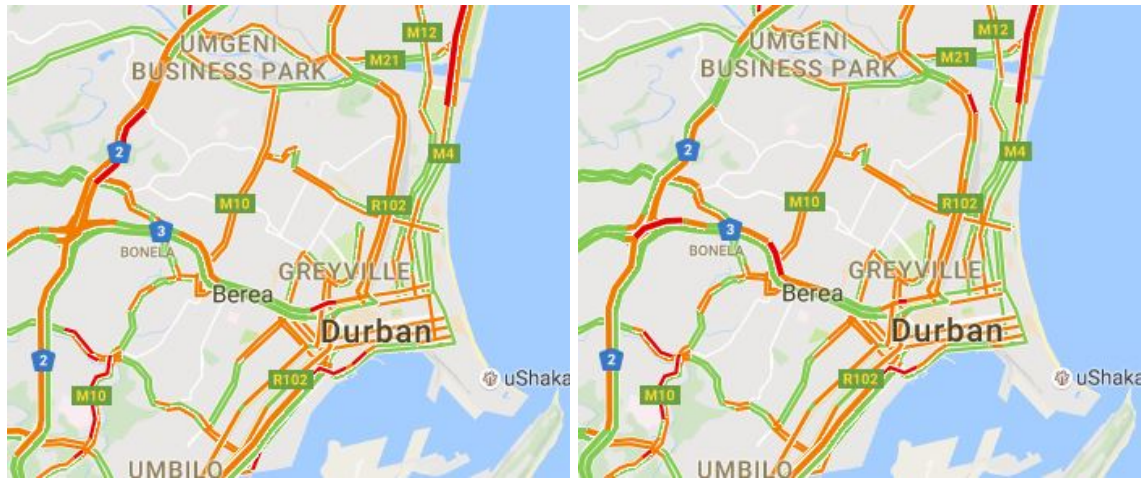 M12
UMGENI
M21
BUSINESS PARK
2
M4
M10
R102
3
BONELA
GREYVILLE
Berea
Durban
2
R102
uShaka
M10
UMBILO
M12
UMGENI
M21
BUSINESS PARK
2
M4
M10
R102
3
BONELA
GREYVILLE
Berea
Durban
2
R102
uShaka
M10
UMBILO